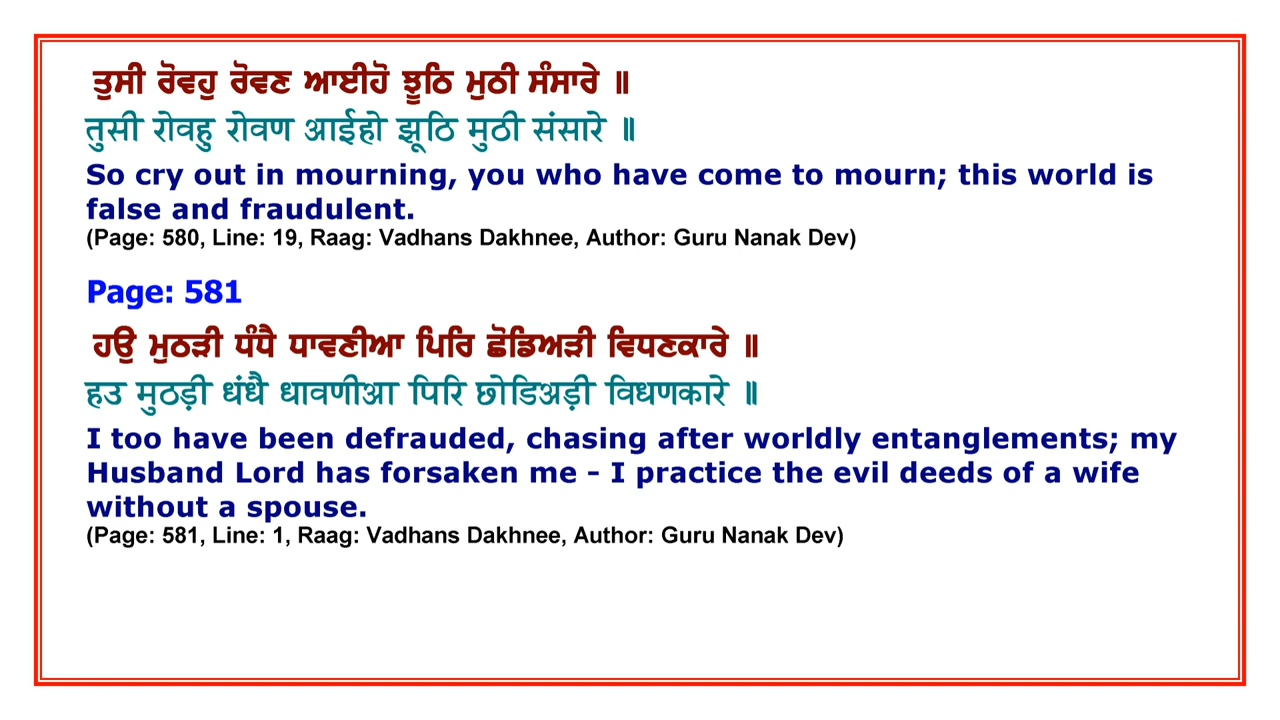 ਤੁਸੀ ਰੋਵਹੁ ਰੋਵਣ ਆਈਹੋ ਝੂਠਿ ਮੁਠੀ ਸੰਸਾਰੇ ॥
तुसी रोवहु रोवण आईहो झूठि मुठी संसारे ॥
So cry out in mourning, you who have come to mourn; this world is
false and fraudulent.
(Page: 580, Line: 19, Raag: Vadhans Dakhnee, Author: Guru Nanak Dev)
Page: 581
ਹਉ ਮੁਠੜੀ ਧੰਧੈ ਧਾਵਣੀਆ ਪਿਰਿ ਛੋਡਿਅੜੀ ਵਿਧਣਕਾਰੇ ॥
हउ मुठड़ी धंधै धावणीआ पिरि छोडिअड़ी विधणकारे ॥
I too have been defrauded, chasing after worldly entanglements; my
Husband Lord has forsaken me - I practice the evil deeds of a wife
without a spouse.
(Page: 581, Line: 1, Raag: Vadhans Dakhnee, Author: Guru Nanak Dev)